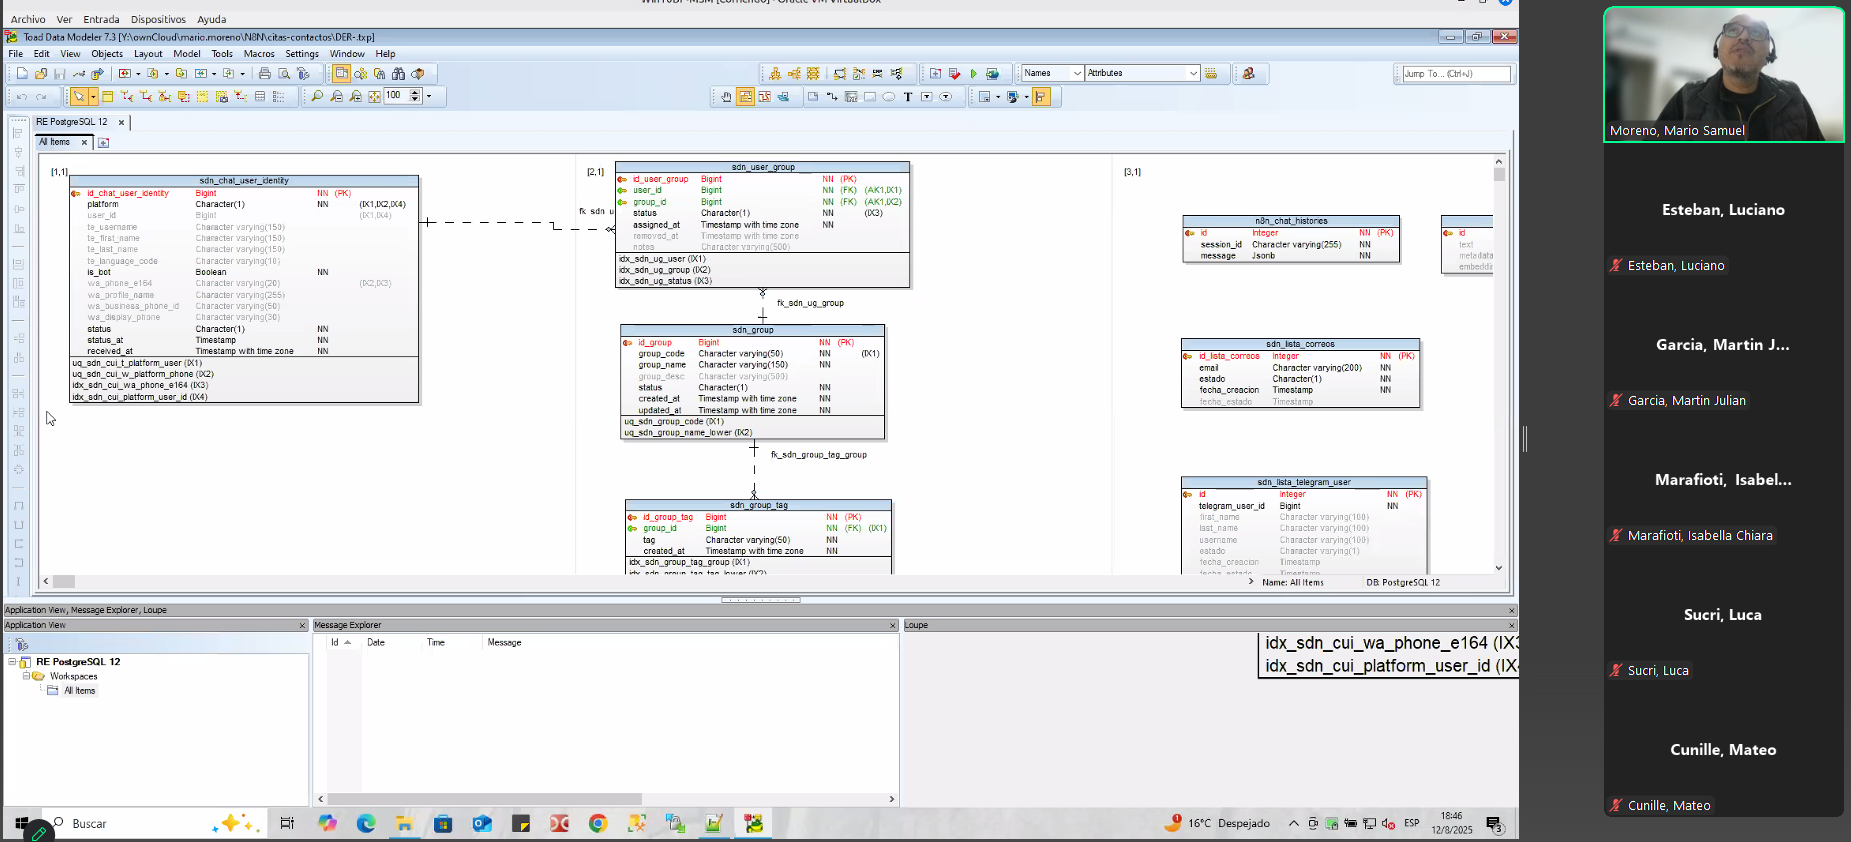 Win10BI-MSM [Corriendo] - Oracle VM VirtualBox
Archivo Ver Entrada Dispositivos Ayuda
Toad Data Modeler 7.3 [Y:\ownCloud\mario.moreno\N8N\citas-contactos\DER-.txp]
File Edit View Objects Layout Model Tools Macros Settings Window Help
Names Attributes Jump To... (Ctrl+J)
100
RE PostgreSQL 12
All Items
[1,1]
sdn_chat_user_identity
id_chat_user_identity Bigint NN (PK)
platform Character(1) NN (IX1,IX2,IX4)
user_id Bigint (IX1,IX4)
te_username Character varying(150)
te_first_name Character varying(150)
te_last_name Character varying(150)
te_language_code Character varying(10)
is_bot Boolean NN
wa_phone_e164 Character varying(20) (IX2,IX3)
wa_profile_name Character varying(255)
wa_business_phone_id Character varying(50)
wa_display_phone Character varying(30)
status Character(1) NN
status_at Timestamp NN
received_at Timestamp with time zone NN
uq_sdn_cui_t_platform_user (IX1)
uq_sdn_cui_w_platform_phone (IX2)
idx_sdn_cui_wa_phone_e164 (IX3)
idx_sdn_cui_platform_user_id (IX4)
[2,1]
fk_sdn_u
sdn_user_group
id_user_group Bigint NN (PK)
user_id Bigint NN (FK) (AK1,IX1)
group_id Bigint NN (FK) (AK1,IX2)
status Character(1) NN (IX3)
assigned_at Timestamp with time zone NN
removed_at Timestamp with time zone
notes Character varying(500)
idx_sdn_ug_user (IX1)
idx_sdn_ug_group (IX2)
idx_sdn_ug_status (IX3)
fk_sdn_ug_group
sdn_group
id_group Bigint NN (PK)
group_code Character varying(50) NN (IX1)
group_name Character varying(150) NN
group_desc Character varying(500)
status Character(1) NN
created_at Timestamp with time zone NN
updated_at Timestamp with time zone NN
uq_sdn_group_code (IX1)
uq_sdn_group_name_lower (IX2)
fk_sdn_group_tag_group
sdn_group_tag
id_group_tag Bigint NN (PK)
group_id Bigint NN (FK) (IX1)
tag Character varying(50) NN
created_at Timestamp with time zone NN
idx_sdn_group_tag_group (IX1)
idx_sdn_group_tag_tag_lower (IX2)
[3,1]
n8n_chat_histories
id Integer NN (PK)
session_id Character varying(255) NN
message Jsonb NN
id
text
metadata
embedding
sdn_lista_correos
id_lista_correos Integer NN (PK)
email Character varying(200) NN
estado Character(1) NN
fecha_creacion Timestamp NN
fecha_estado Timestamp
sdn_lista_telegram_user
id Integer NN (PK)
telegram_user_id Bigint NN
first_name Character varying(100)
last_name Character varying(100)
username Character varying(100)
estado Character varying(1)
fecha_creacion Timestamp
fecha_estado Timestamp
Name: All Items DB: PostgreSQL 12
Application View, Message Explorer, Loupe
Application View
RE PostgreSQL 12
Workspaces
All Items
Message Explorer
Id Date Time Message
Loupe
idx_sdn_cui_wa_phone_e164 (IX3
idx_sdn_cui_platform_user_id (IX4
Buscar
1
16°C Despejado
ESP
18:46
12/8/2025
3
Moreno, Mario Samuel
Esteban, Luciano
Esteban, Luciano
Garcia, Martin J...
Garcia, Martin Julian
Marafioti, Isabel...
Marafioti, Isabella Chiara
Sucri, Luca
Sucri, Luca
Cunille, Mateo
Cunille, Mateo